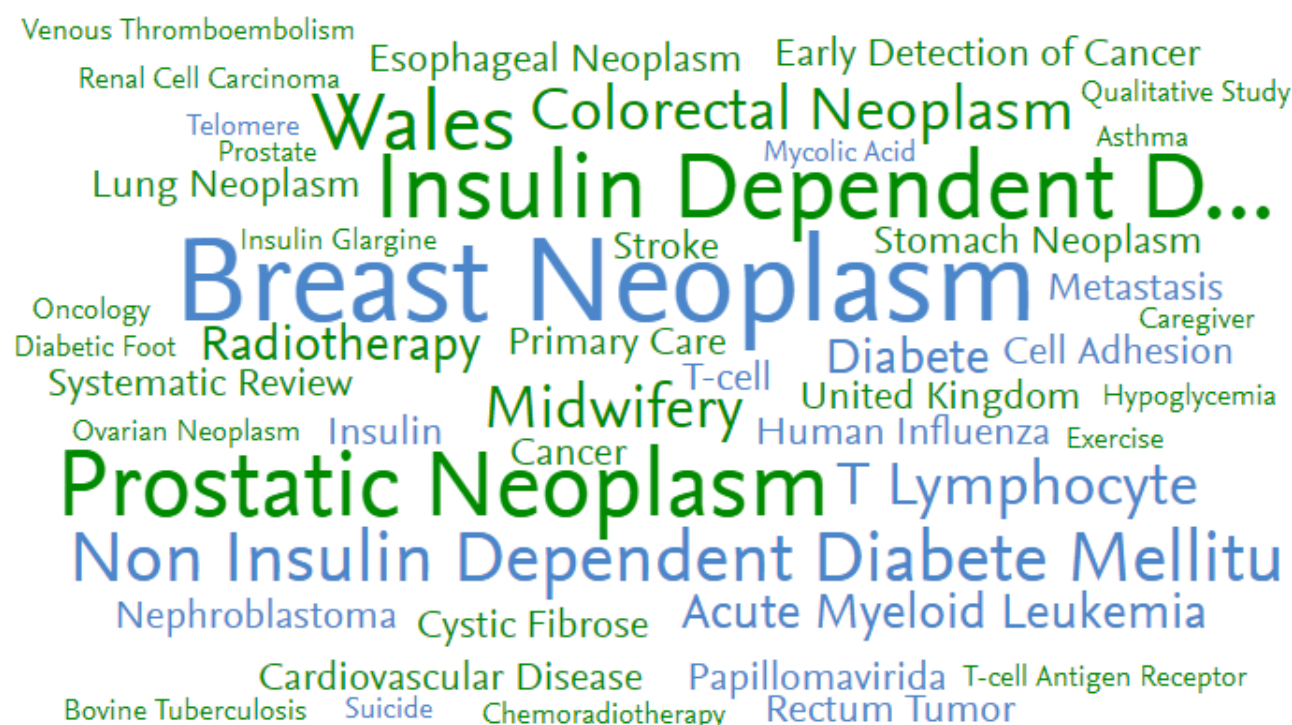 Venous Thromboembolism
Esophageal Neoplasm
Early Detection of Cancer
Renal Cell Carcinoma
Wales
Colorectal Neoplasm
Qualitative Study
Telomere
Prostate
Mycolic Acid
Asthma
Lung Neoplasm
Insulin Dependent D...
Insulin Glargine
Stroke
Stomach Neoplasm
Breast Neoplasm
Metastasis
Oncology
Caregiver
Diabetic Foot
Radiotherapy
Primary Care
Diabete
Cell Adhesion
Systematic Review
T-cell
Midwifery
United Kingdom
Hypoglycemia
Ovarian Neoplasm
Insulin
Human Influenza
Exercise
Cancer
Prostatic Neoplasm
T Lymphocyte
Non Insulin Dependent Diabete Mellitu
Nephroblastoma
Cystic Fibrose
Acute Myeloid Leukemia
Cardiovascular Disease
Papillomavirida
T-cell Antigen Receptor
Bovine Tuberculosis
Suicide
Chemoradiotherapy
Rectum Tumor